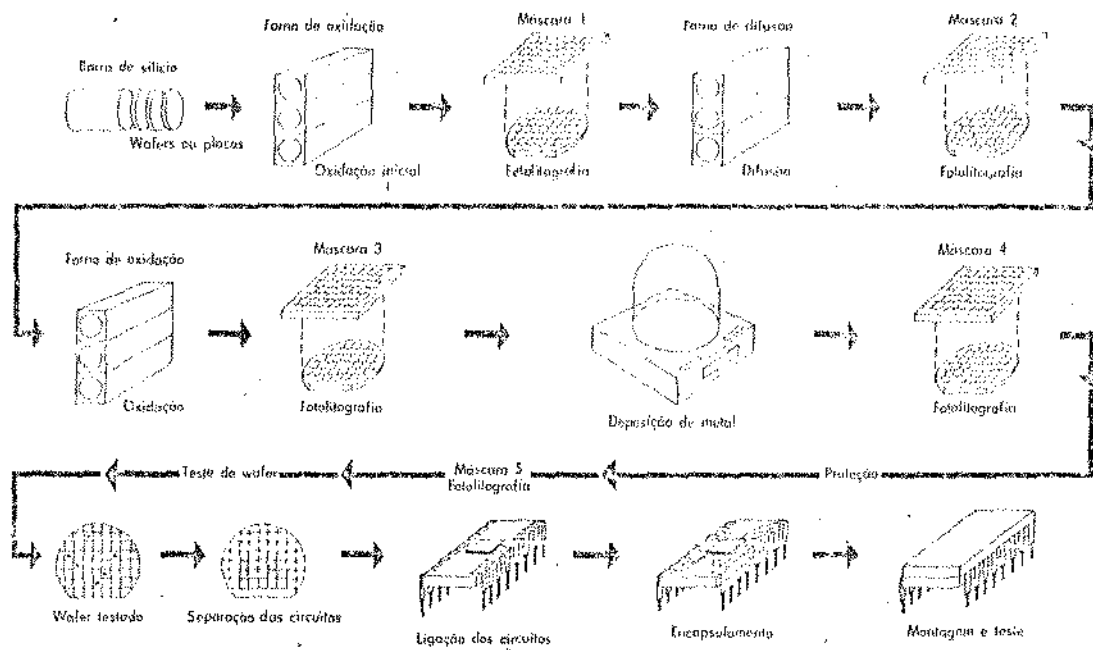 Forno de oxidação
Máscara 1
Forno de difusão
Máscara 2
Barra de silício
Wafers ou placas
Oxidação inicial
Fotolitografia
Difusão
Fotolitografia
Forno de oxidação
Máscara 3
Máscara 4
Oxidação
Fotolitografia
Deposição de metal
Fotolitografia
Teste do wafer
Máscara 5
Fotolitografia
Proteção
Wafer testado
Separação dos circuitos
Ligação dos circuitos
Encapsulamento
Montagem e teste